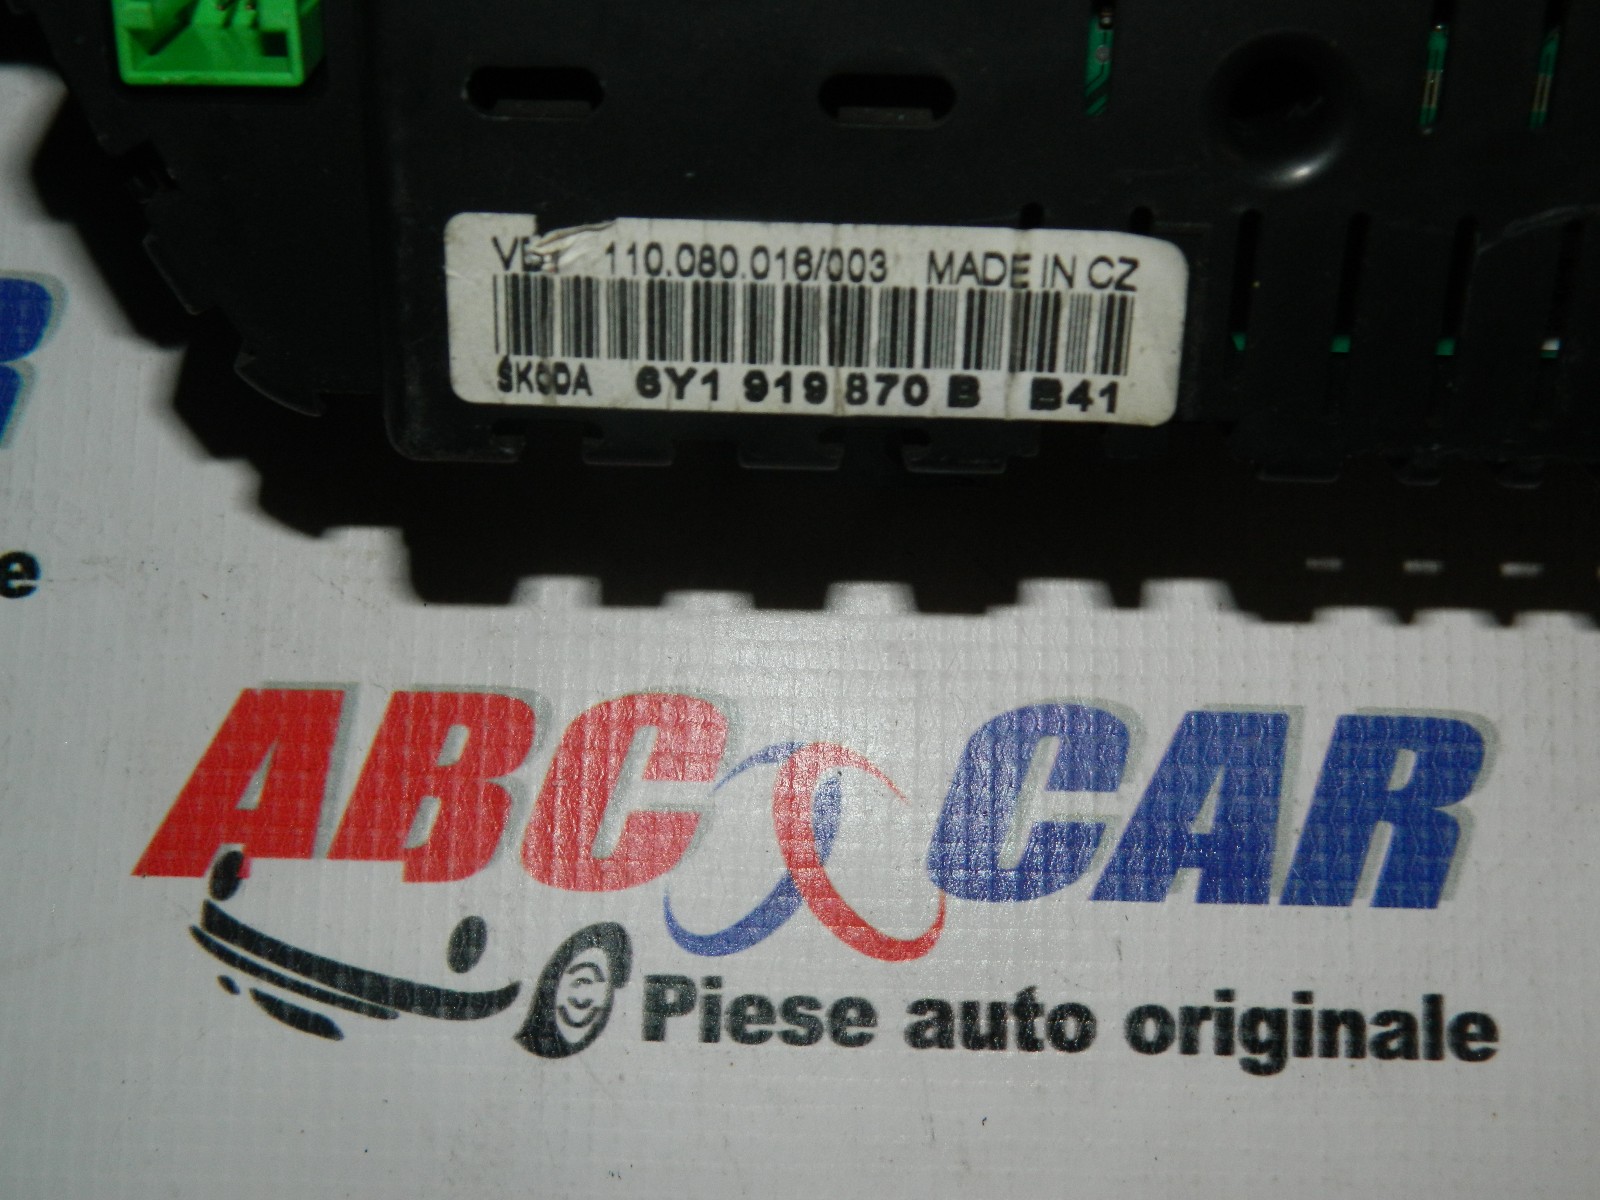 110.080.016/003 MADE IN CZ
SKODA 6Y1 919 870 B B41
e
ABC CAR
Piese auto originale